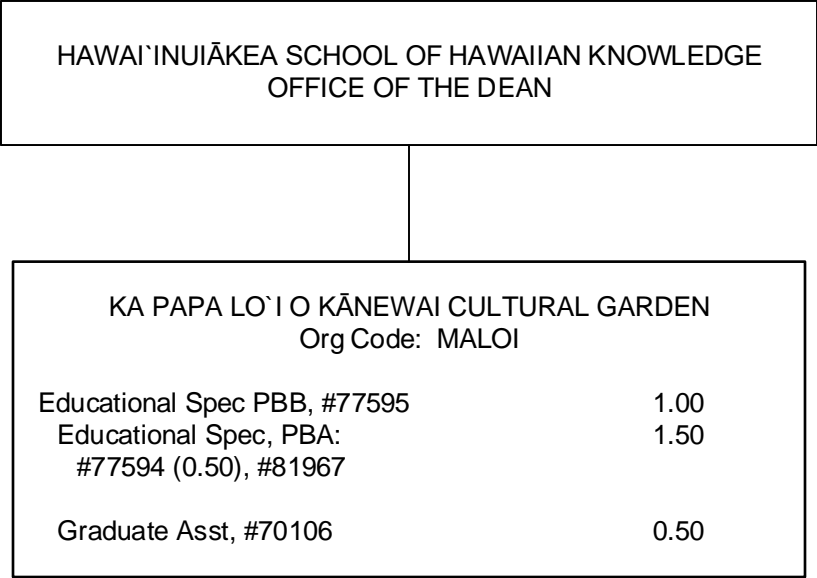 HAWAI`INUIĀKEA SCHOOL OF HAWAIIAN KNOWLEDGE
OFFICE OF THE DEAN
KA PAPA LO`I O KĀNEWAI CULTURAL GARDEN
Org Code:  MALOI
Educational Spec PBB, #77595 1.00
Educational Spec, PBA: 1.50
#77594 (0.50), #81967
Graduate Asst, #70106 0.50